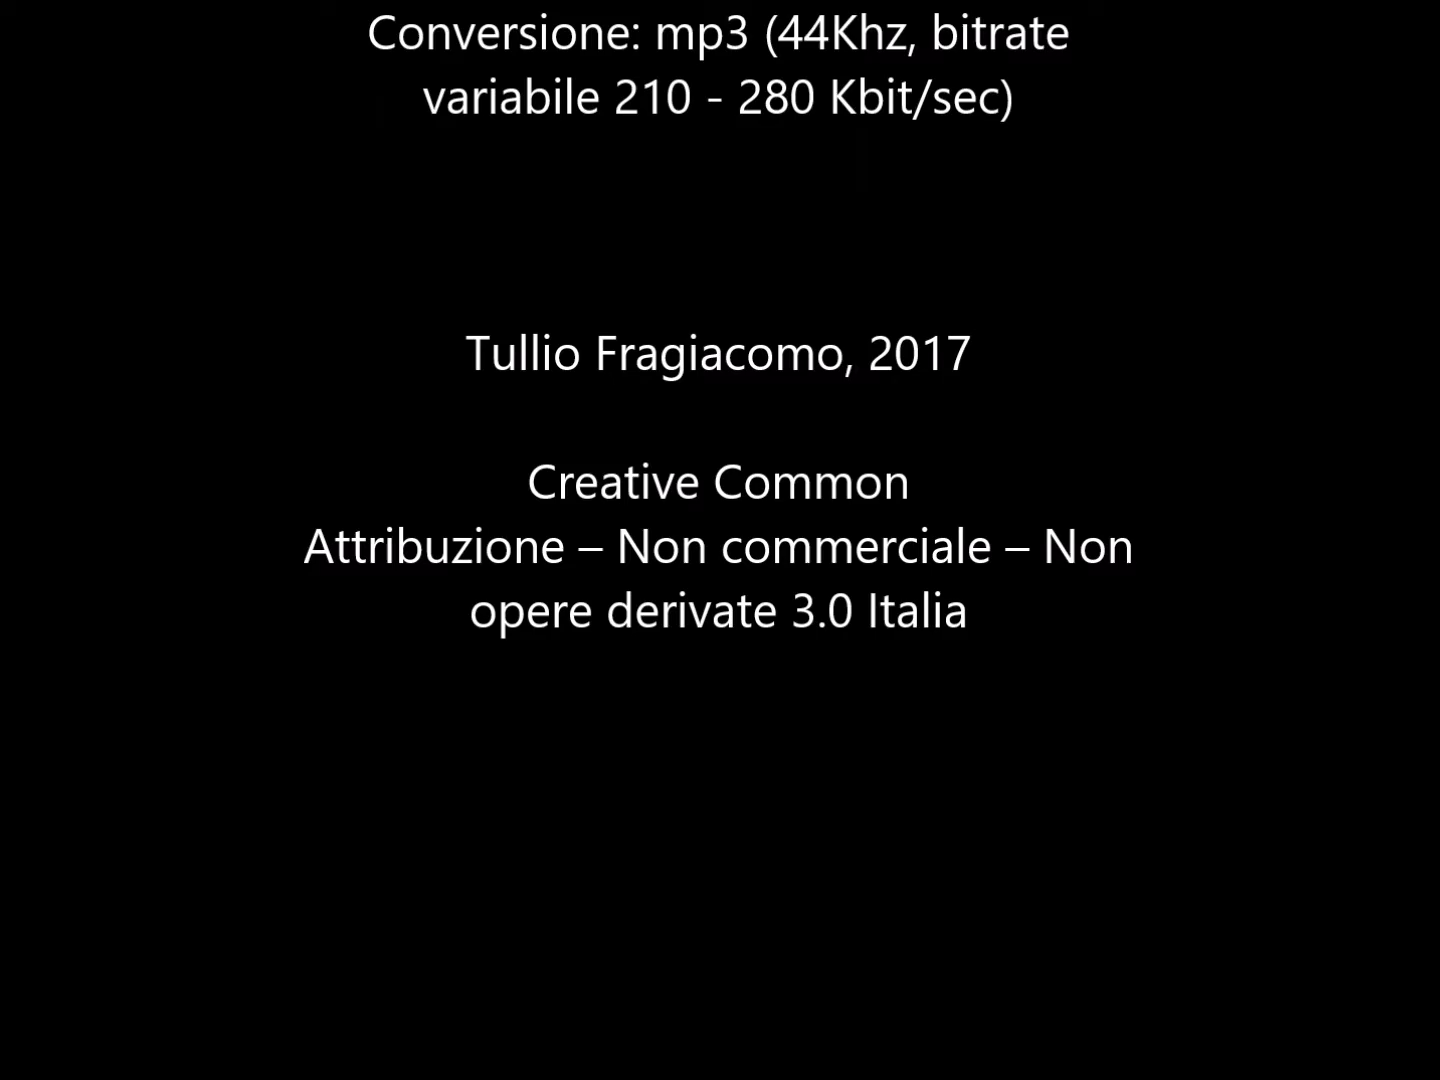 Conversione: mp3 (44Khz, bitrate
variabile 210 - 280 Kbit/sec)
Tullio Fragiacomo, 2017
Creative Common
Attribuzione – Non commerciale – Non
opere derivate 3.0 Italia